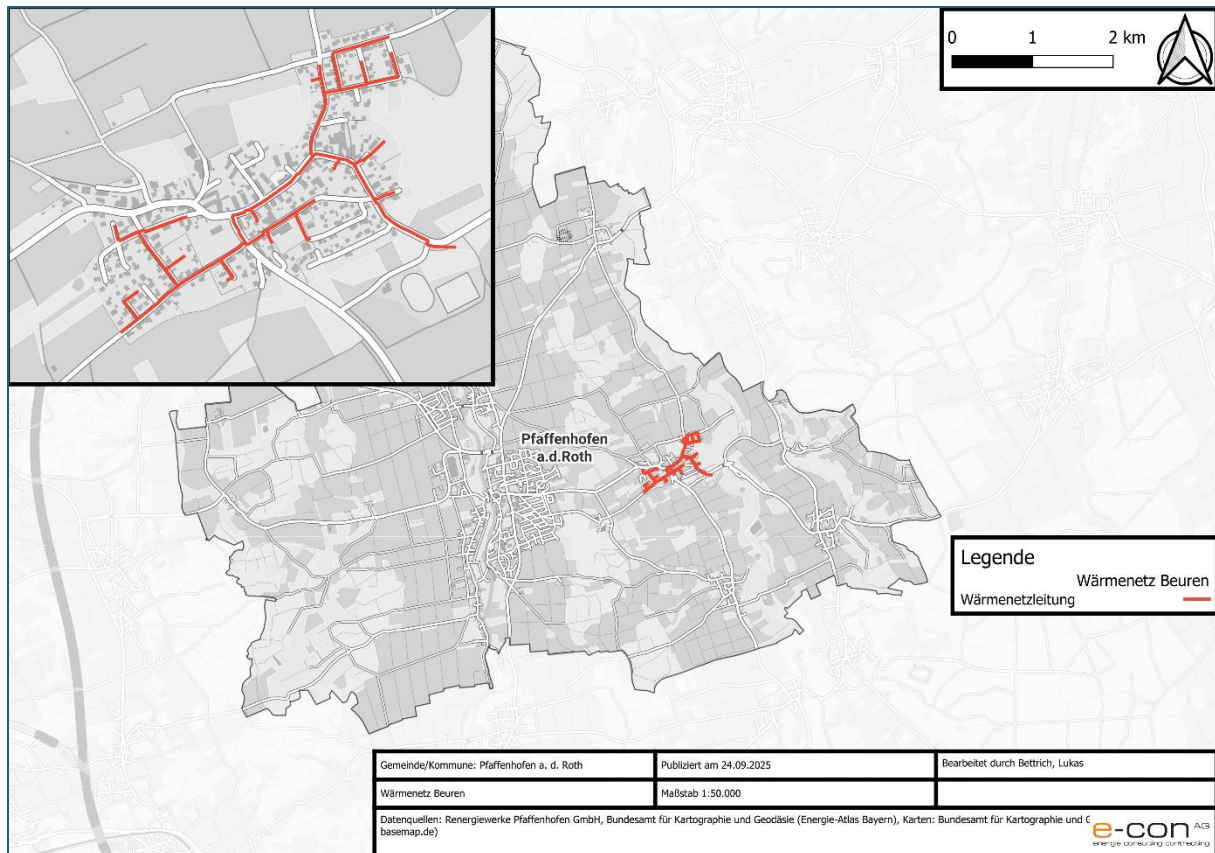 0 1 2 km
Pfaffenhofen
a.d.Roth
Legende
Wärmenetz Beuren
Wärmenetzleitung
Gemeinde/Kommune: Pfaffenhofen a. d. Roth
Publiziert am 24.09.2025
Bearbeitet durch Bettrich, Lukas
Wärmenetz Beuren
Maßstab 1:50.000
Datenquellen: Renergiewerke Pfaffenhofen GmbH, Bundesamt für Kartographie und Geodäsie (Energie-Atlas Bayern), Karten: Bundesamt für Kartographie und G
basemap.de)
e-con AG
energie consulting contracting